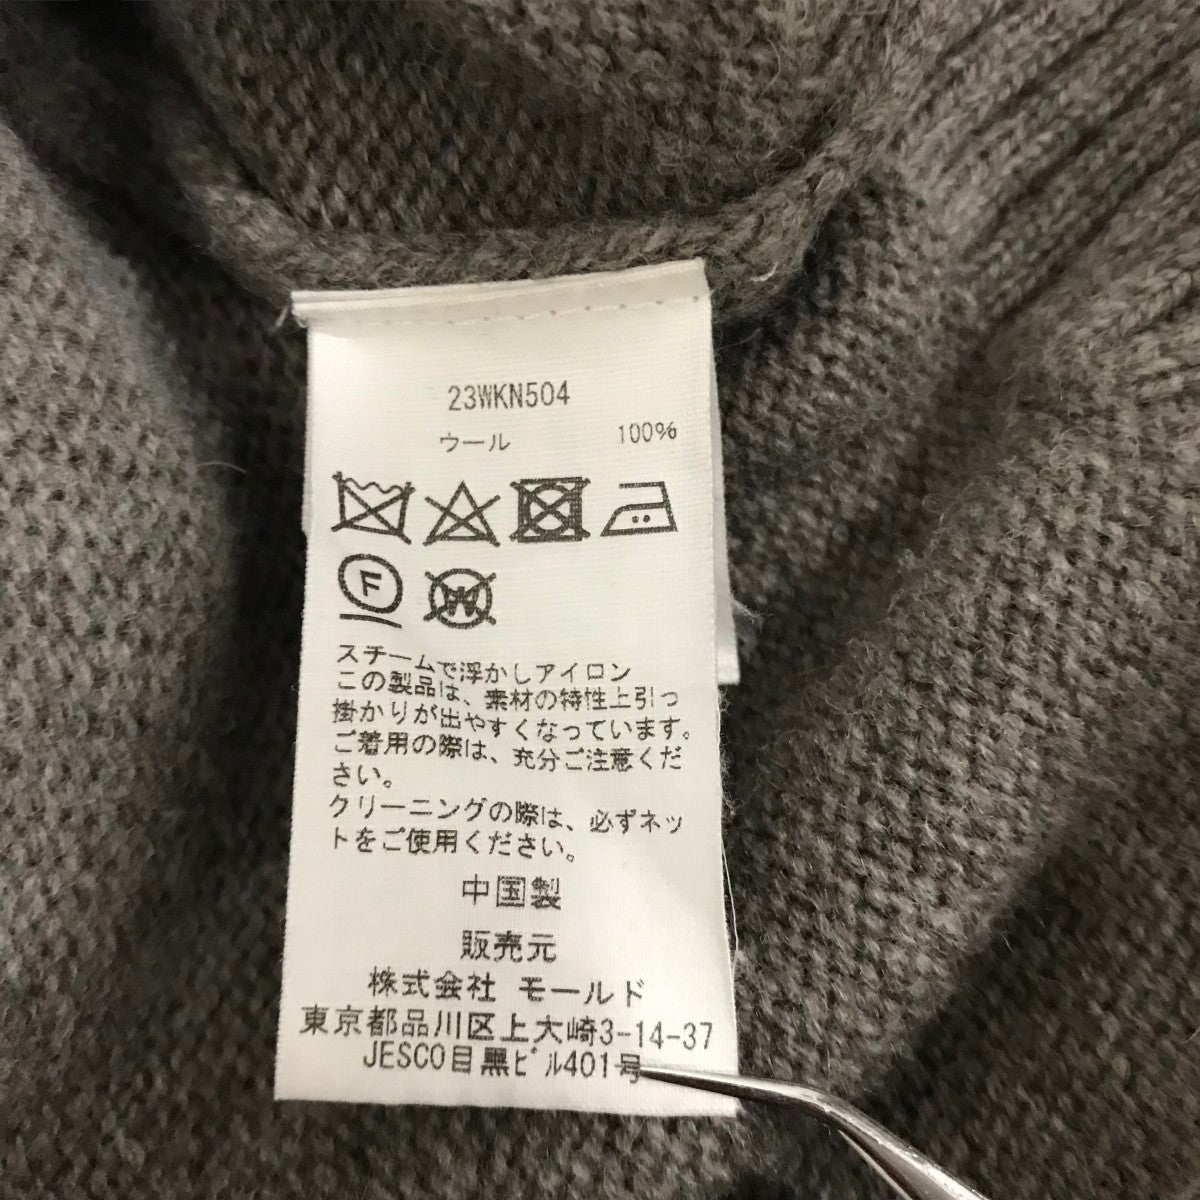 23WKN504
ウール 100%
F
W
スチームで浮かしアイロン
この製品は、素材の特性上引っ
掛かりが出やすくなっています。
ご着用の際は、充分ご注意くだ
さい。
クリーニングの際は、必ずネッ
トをご使用ください。
中国製
販売元
株式会社 モールド
東京都品川区上大崎3-14-37
JESCO目黒ビル401号